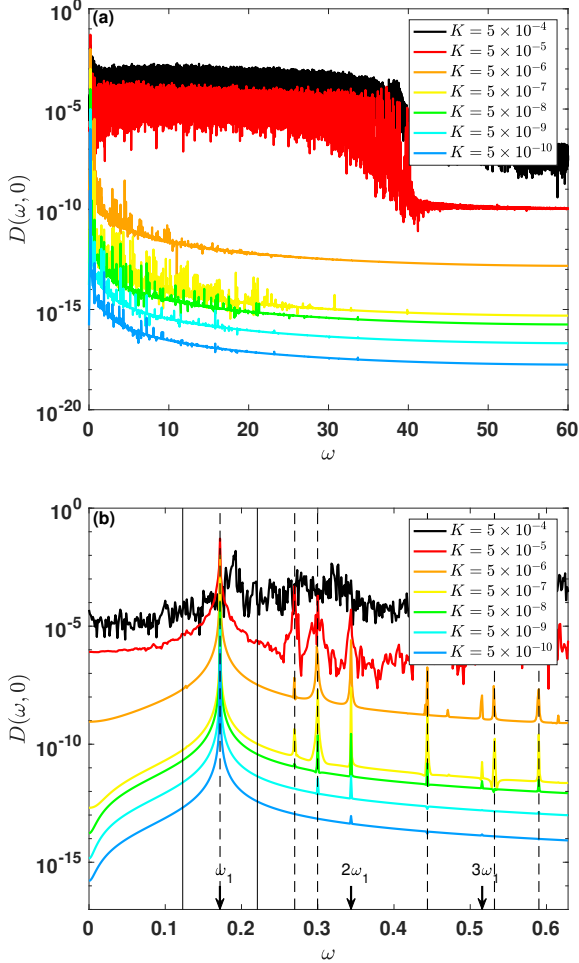 (a)
10^0
10^-5
10^-10
10^-15
10^-20
D(ω, 0)
K = 5 × 10^-4
K = 5 × 10^-5
K = 5 × 10^-6
K = 5 × 10^-7
K = 5 × 10^-8
K = 5 × 10^-9
K = 5 × 10^-10
0 10 20 30 40 50 60
ω
(b)
10^0
10^-5
10^-10
10^-15
D(ω, 0)
K = 5 × 10^-4
K = 5 × 10^-5
K = 5 × 10^-6
K = 5 × 10^-7
K = 5 × 10^-8
K = 5 × 10^-9
K = 5 × 10^-10
ω_1 2ω_1 3ω_1
0 0.1 0.2 0.3 0.4 0.5 0.6
ω